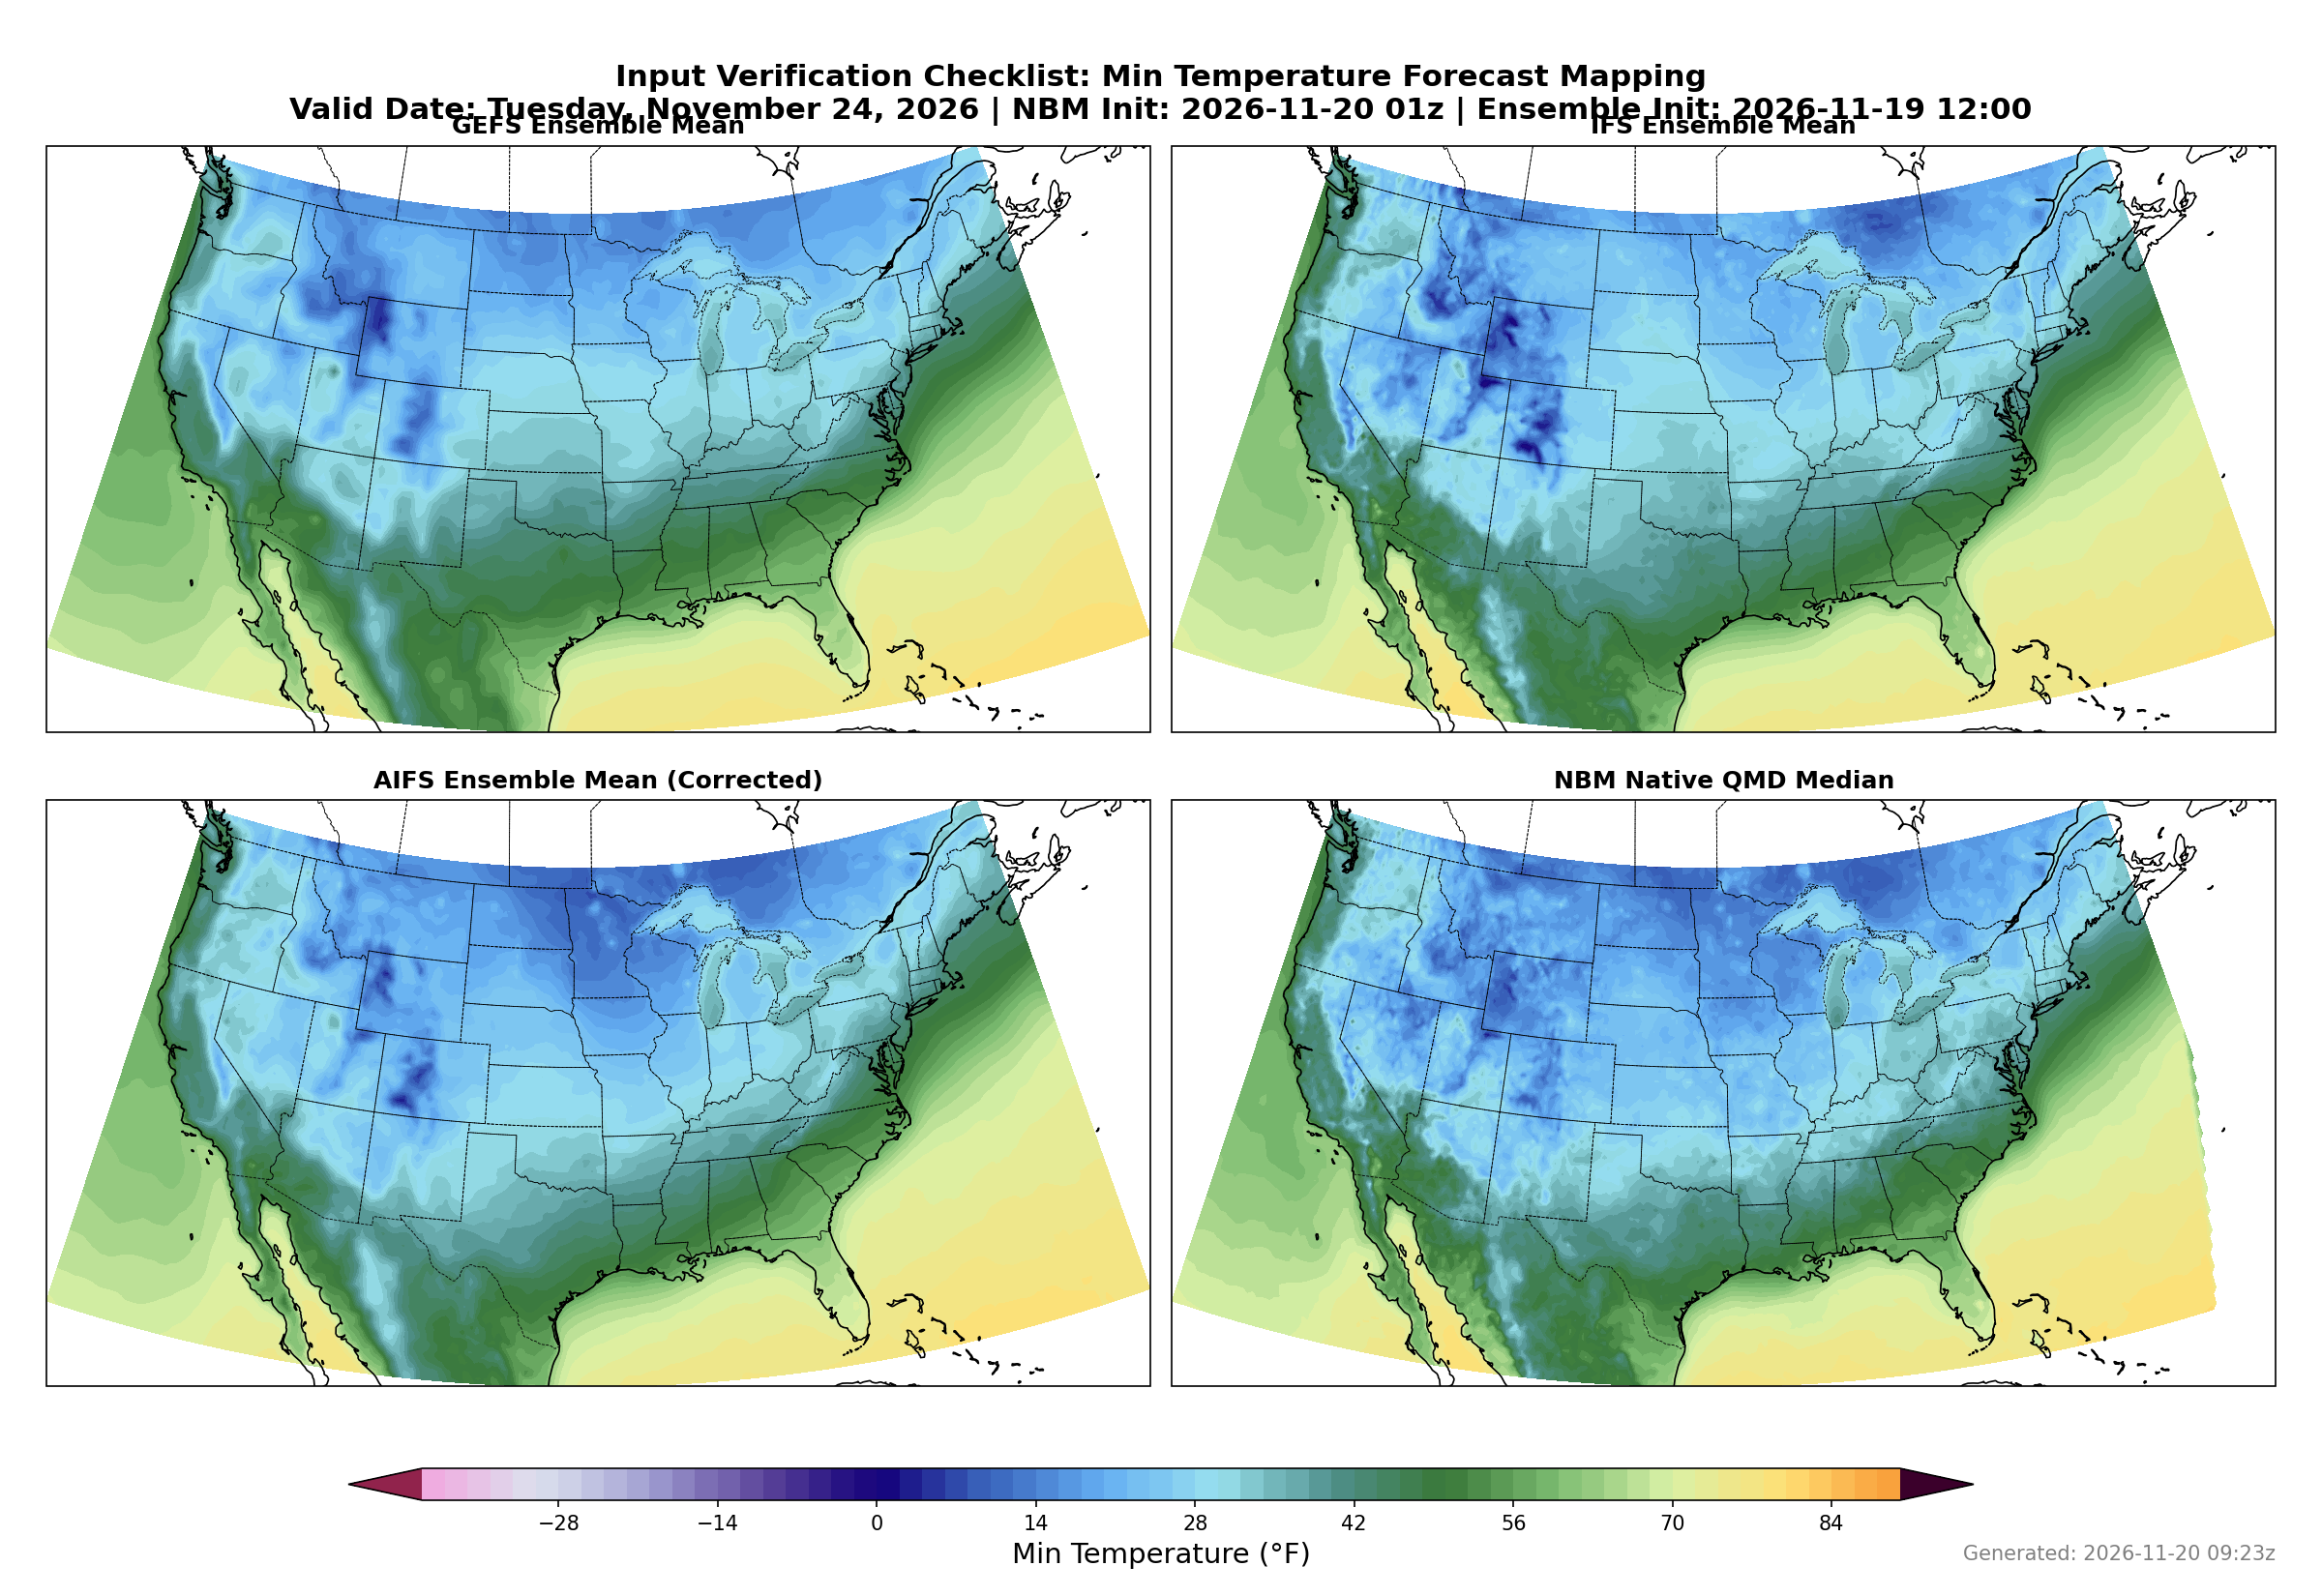 Input Verification Checklist: Min Temperature Forecast Mapping
Valid Date: Tuesday, November 24, 2026 | NBM Init: 2026-11-20 01z | Ensemble Init: 2026-11-19 12:00
GEFS Ensemble Mean
IFS Ensemble Mean
AIFS Ensemble Mean (Corrected)
NBM Native QMD Median
−28 −14 0 14 28 42 56 70 84
Min Temperature (°F)
Generated: 2026-11-20 09:23z